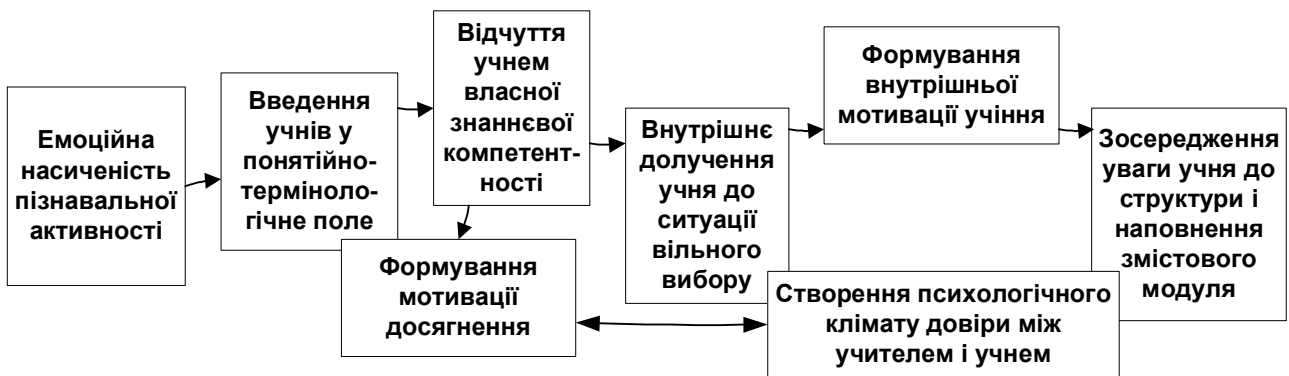 Емоційна
насиченість
пізнавальної
активності
Введення
учнів у
понятійно-
терміноло-
гічне поле
Відчуття
учнем
власної
знаннєвої
компетент-
ності
Формування
мотивації
досягнення
Внутрішнє
долучення
учня до
ситуації
вільного
вибору
Формування
внутрішньої
мотивації учіння
Створення психологічного
клімату довіри між
учителем і учнем
Зосередження
уваги учня до
структури і
наповнення
змістового
модуля